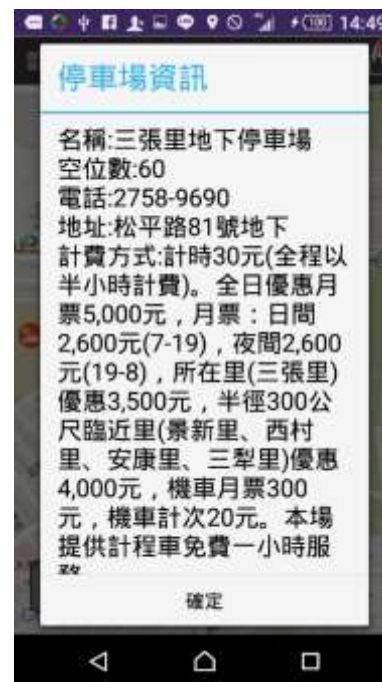 14:49
停車場資訊
名稱:三張里地下停車場
空位數:60
電話:2758-9690
地址:松平路81號地下
計費方式:計時30元(全程以
半小時計費)。全日優惠月
票5,000元，月票：日間
2,600元(7-19)，夜間2,600
元(19-8)，所在里(三張里)
優惠3,500元，半徑300公
尺臨近里(景新里、西村
里、安康里、三犁里)優惠
4,000元，機車月票300
元，機車計次20元。本場
提供計程車免費一小時服
確定